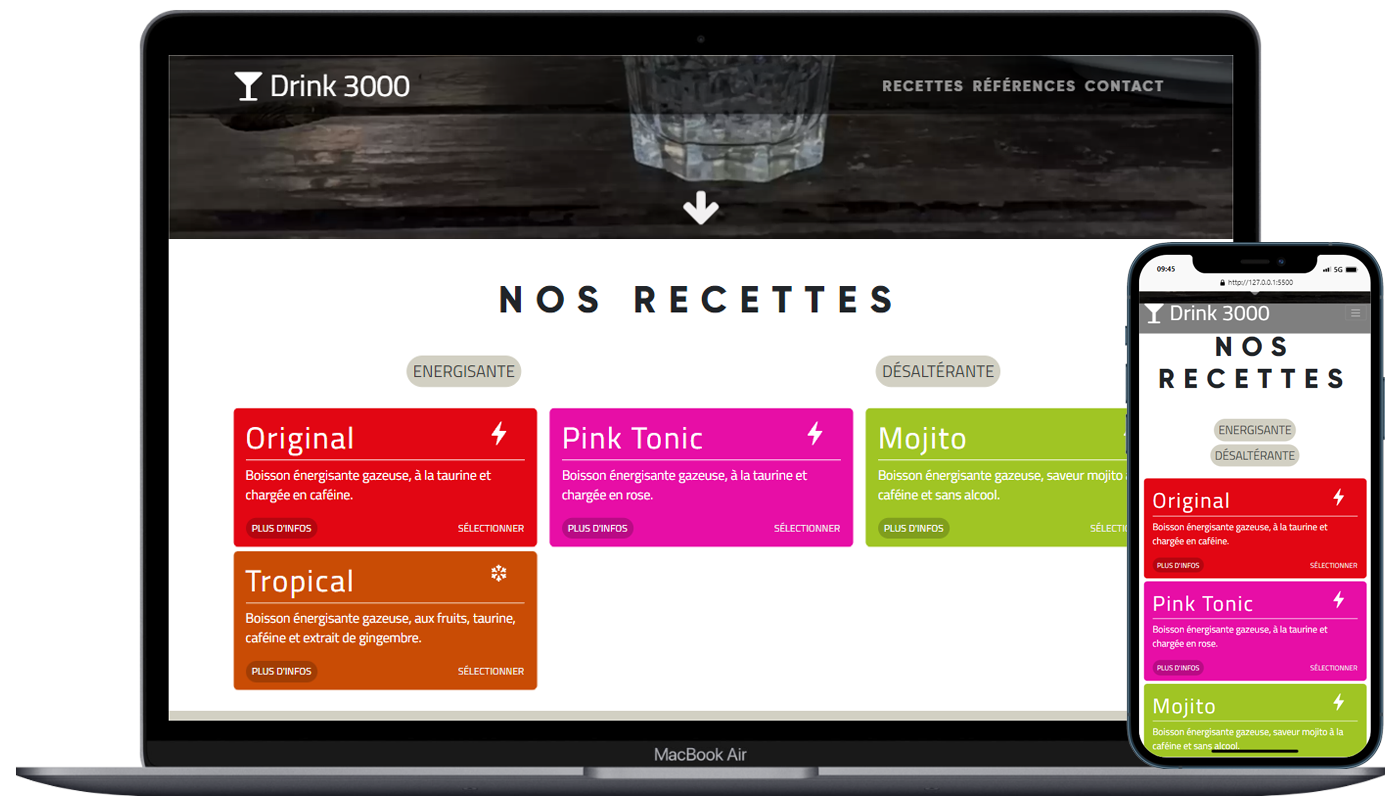 Drink 3000
RECETTES RÉFÉRENCES CONTACT
NOS RECETTES
ENERGISANTE
DÉSALTÉRANTE
Original
Boisson énergisante gazeuse, à la taurine et
chargée en caféine.
PLUS D'INFOS
SÉLECTIONNER
Pink Tonic
Boisson énergisante gazeuse, à la taurine et
chargée en rose.
PLUS D'INFOS
SÉLECTIONNER
Mojito
Boisson énergisante gazeuse, saveur mojito
caféine et sans alcool.
PLUS D'INFOS
SÉLECTIO
Tropical
Boisson énergisante gazeuse, aux fruits, taurine,
caféine et extrait de gingembre.
PLUS D'INFOS
SÉLECTIONNER
MacBook Air
09:45
5G
http://127.0.0.1:5500
Drink 3000
NOS
RECETTES
ENERGISANTE
DÉSALTÉRANTE
Original
Boisson énergisante gazeuse, à la taurine et
chargée en caféine.
PLUS D'INFOS
SÉLECTIONNER
Pink Tonic
Boisson énergisante gazeuse, à la taurine et
chargée en rose.
PLUS D'INFOS
SÉLECTIONNER
Mojito
Boisson énergisante gazeuse, saveur mojito à la
caféine et sans alcool.